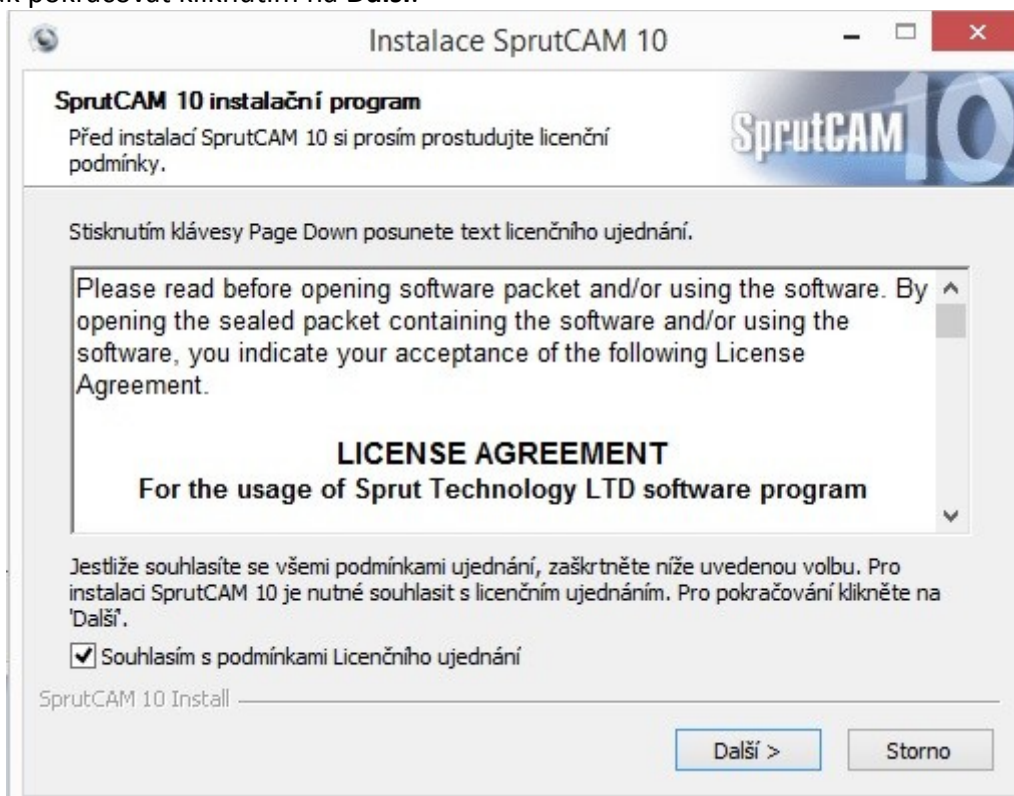 pokračovat kliknutím na Další.
Instalace SprutCAM 10
SprutCAM 10 instalační program
Před instalací SprutCAM 10 si prosím prostudujte licenční
podmínky.
SprutCAM 10
Stisknutím klávesy Page Down posunete text licenčního ujednání.
Please read before opening software packet and/or using the software. By
opening the sealed packet containing the software and/or using the
software, you indicate your acceptance of the following License
Agreement.
LICENSE AGREEMENT
For the usage of Sprut Technology LTD software program
Jestliže souhlasíte se všemi podmínkami ujednání, zaškrtněte níže uvedenou volbu. Pro
instalaci SprutCAM 10 je nutné souhlasit s licenčním ujednáním. Pro pokračování klikněte na
'Další'.
Souhlasím s podmínkami Licenčního ujednání
SprutCAM 10 Install
Další >
Storno